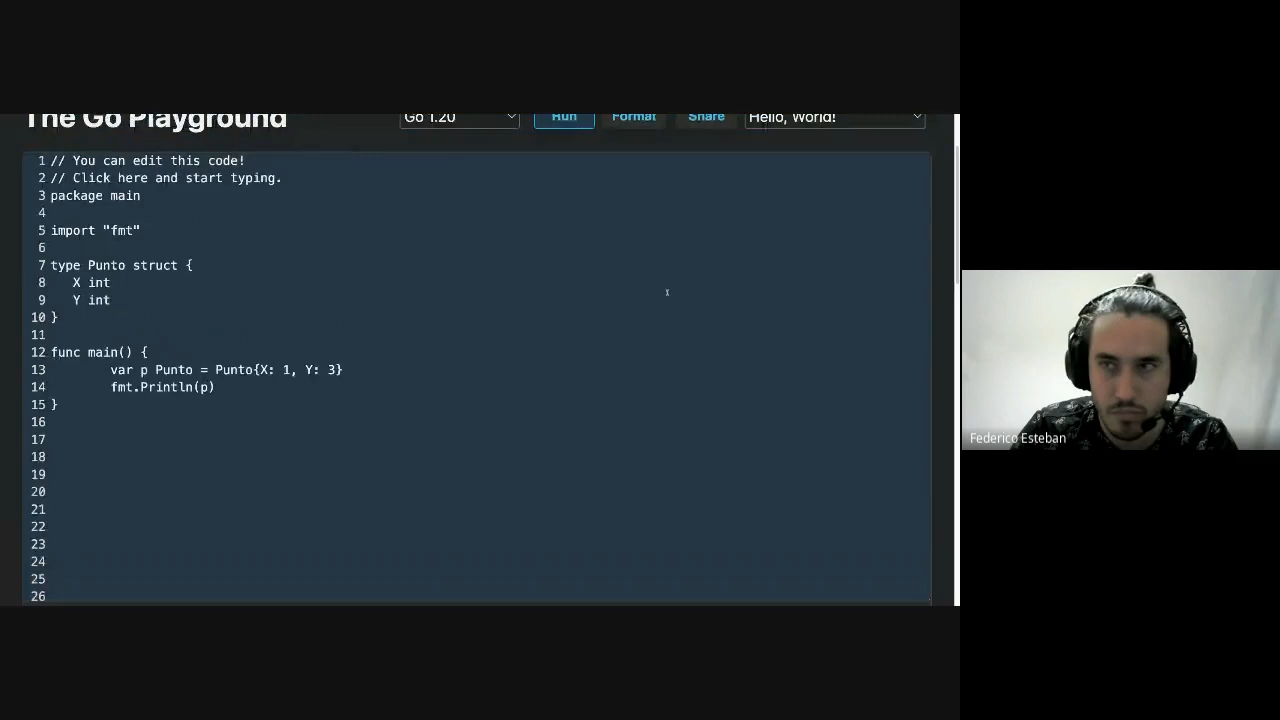 The Go Playground
Go 1.20
Run
Format
Share
Hello, World!
1 // You can edit this code!
2 // Click here and start typing.
3 package main
4
5 import "fmt"
6
7 type Punto struct {
8 X int
9 Y int
10 }
11
12 func main() {
13 var p Punto = Punto{X: 1, Y: 3}
14 fmt.Println(p)
15 }
16
17
18
19
20
21
22
23
24
25
26
Federico Esteban